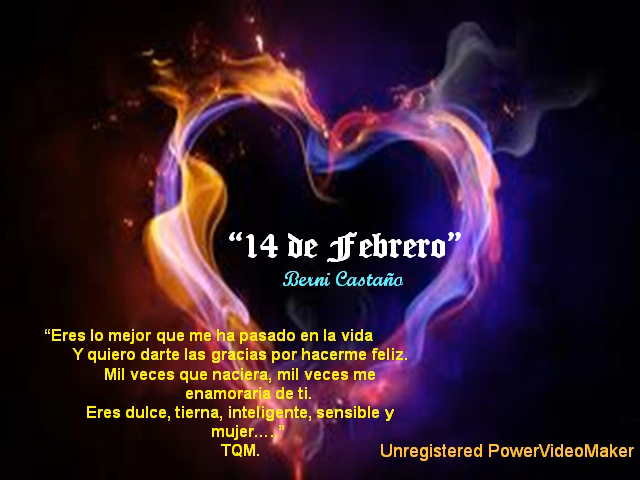 “14 de Febrero”
Berni Castaño
“Eres lo mejor que me ha pasado en la vida
Y quiero darte las gracias por hacerme feliz.
Mil veces que naciera, mil veces me
enamoraría de ti.
Eres dulce, tierna, inteligente, sensible y
mujer…..”
TQM.
Unregistered PowerVideoMaker